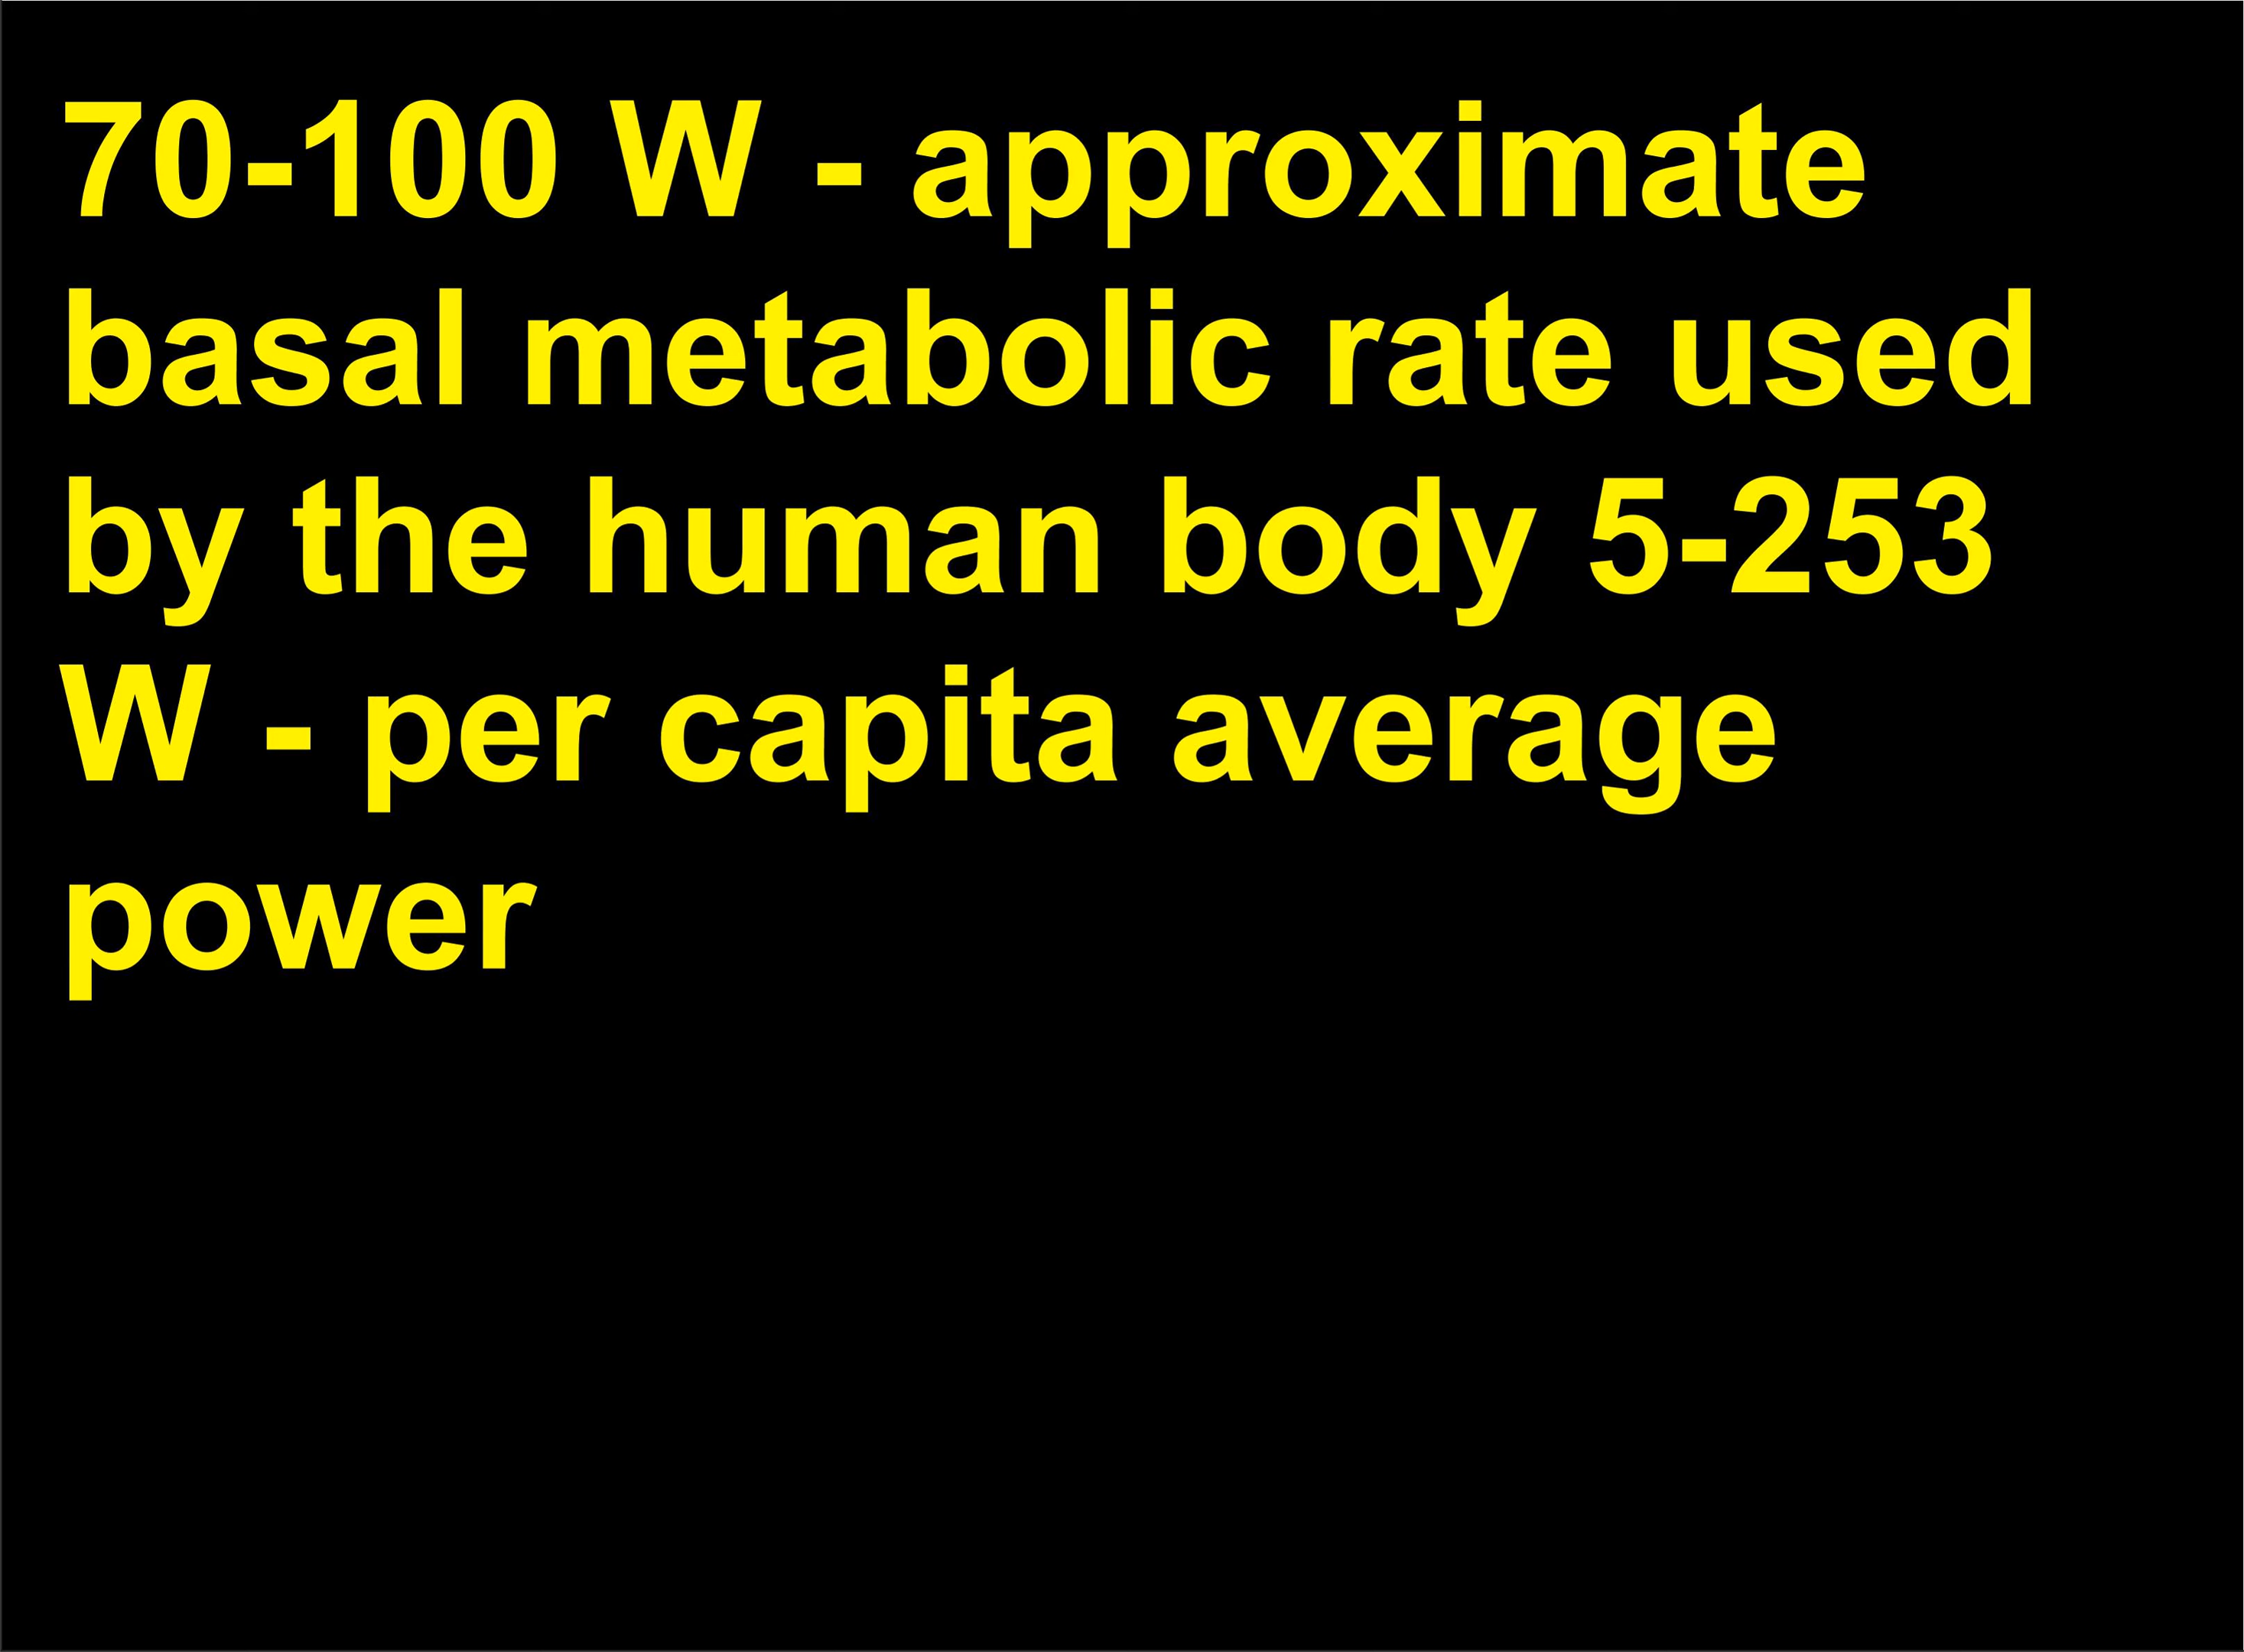 70-100 W - approximate
basal metabolic rate used
by the human body 5-253
W - per capita average
power